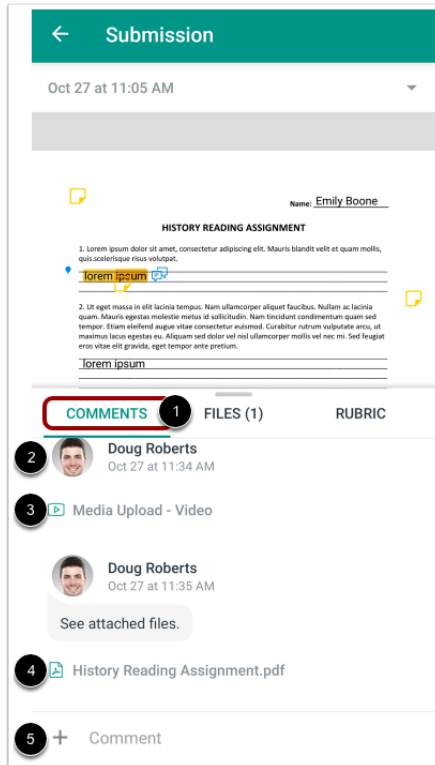 Submission
Oct 27 at 11:05 AM
Name: Emily Boone
HISTORY READING ASSIGNMENT
1. Lorem ipsum dolor sit amet, consectetur adipiscing elit. Mauris blandit velit et quam mollis,
quis scelerisque risus volutpat.
lorem ipsum
2. Ut eget massa in elit lacinia tempus. Nam ullamcorper aliquet faucibus. Nullam ac lacinia
quam. Mauris egestas molestie metus id sollicitudin. Nam tincidunt condimentum quam sed
tempor. Etiam eleifend augue vitae consectetur euismod. Curabitur rutrum vulputate arcu, ut
maximus lacus egestas eu. Aliquam sed dolor vel nisl ullamcorper mollis vel nec mi. Sed feugiat
eros vitae elit gravida, eget tempor ante pretium.
lorem ipsum
COMMENTS 1 FILES (1) RUBRIC
2 Doug Roberts
Oct 27 at 11:34 AM
3 Media Upload - Video
Doug Roberts
Oct 27 at 11:35 AM
See attached files.
4 History Reading Assignment.pdf
5 + Comment